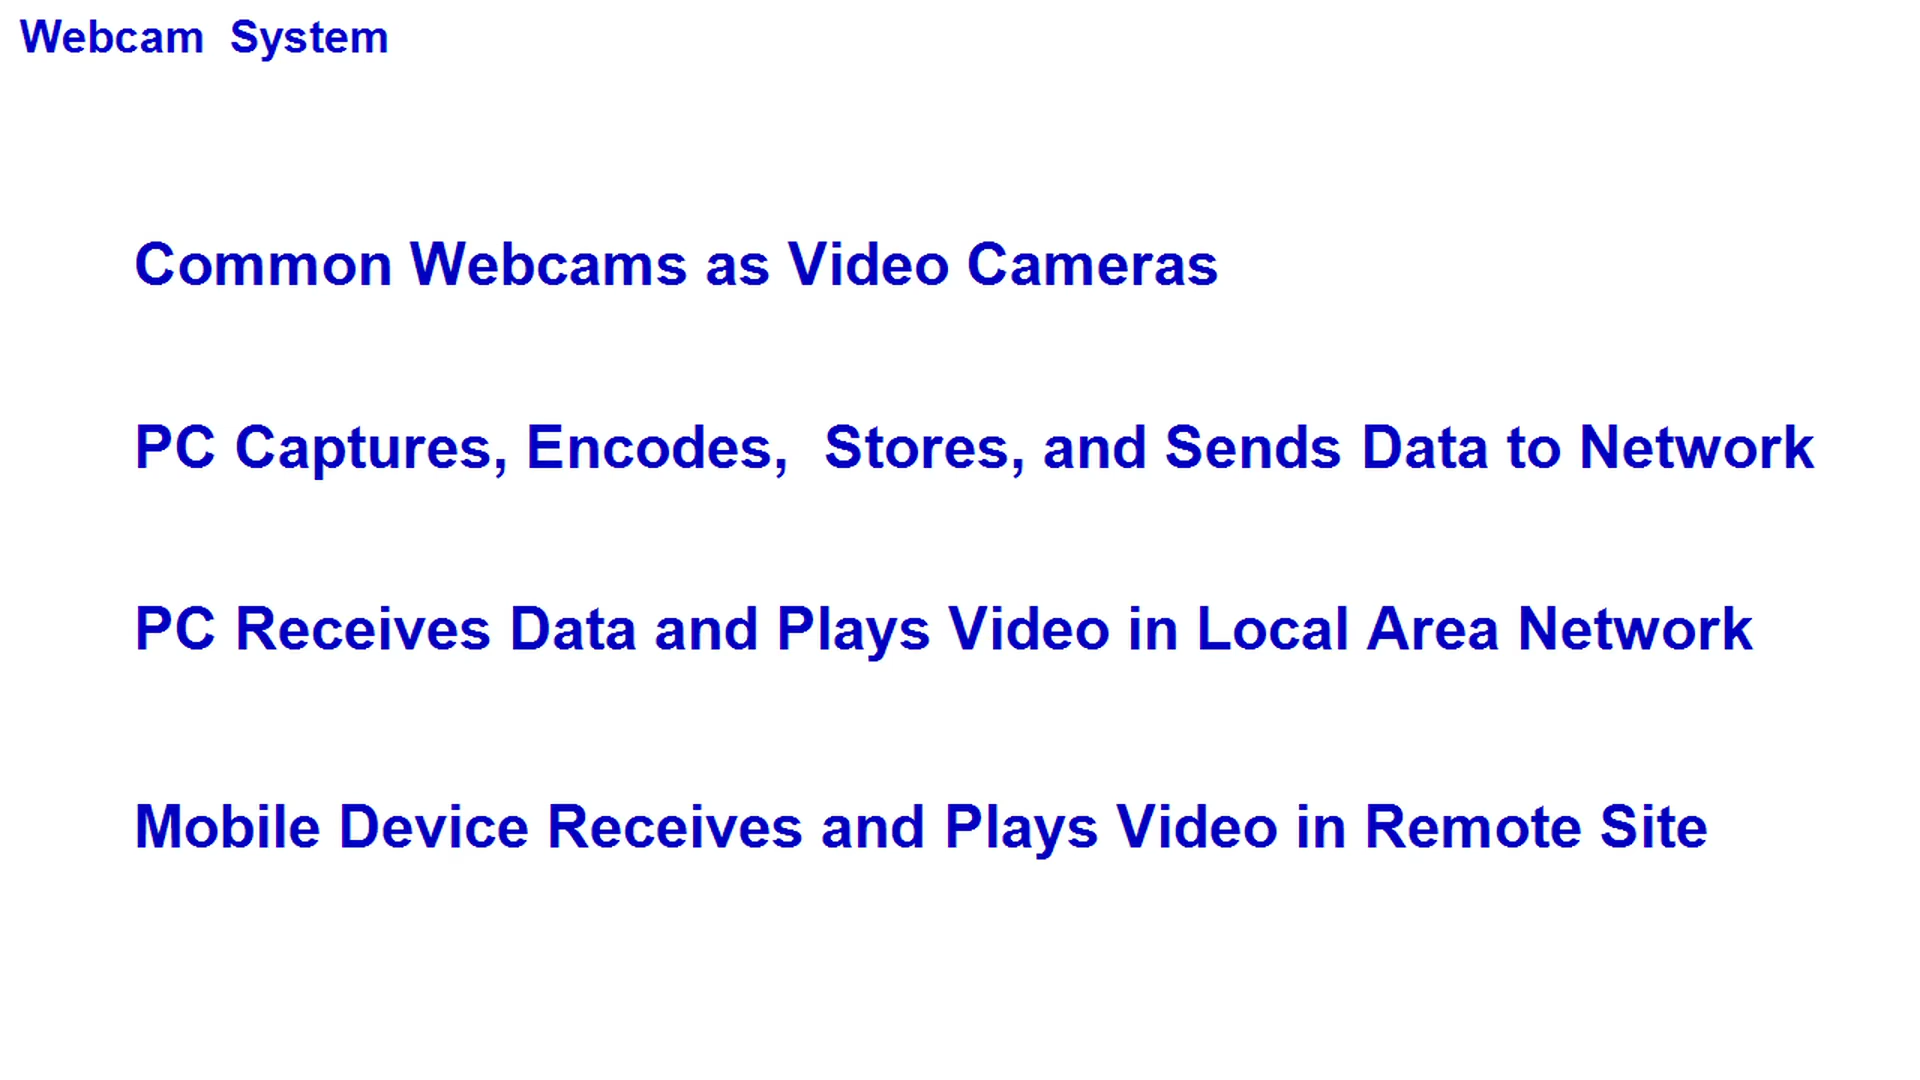 Webcam  System
Common Webcams as Video Cameras
PC Captures, Encodes,  Stores, and Sends Data to Network
PC Receives Data and Plays Video in Local Area Network
Mobile Device Receives and Plays Video in Remote Site